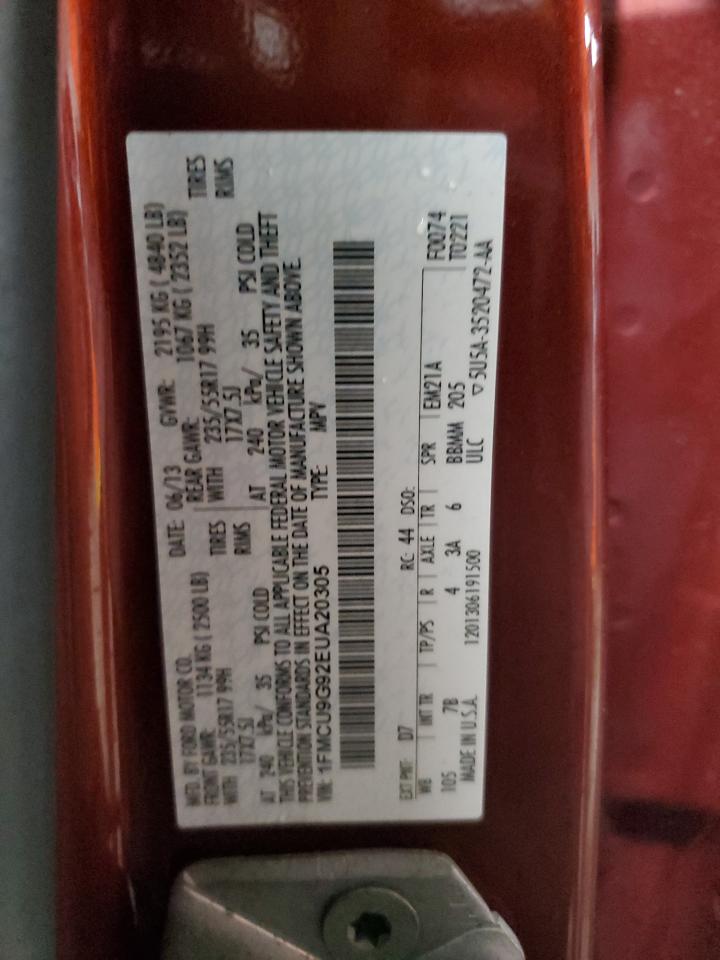 MFD. BY FORD MOTOR CO. DATE: 06/13 GVWR: 2195 KG ( 4840 LB)
FRONT GAWR: 1134 KG ( 2500 LB) REAR GAWR: 1067 KG ( 2352 LB)
WITH 235/55R17 99H TIRES WITH 235/55R17 99H TIRES
17X7.5J RIMS 17X7.5J RIMS
AT 240 kPa/ 35 PSI COLD AT 240 kPa/ 35 PSI COLD
THIS VEHICLE CONFORMS TO ALL APPLICABLE FEDERAL MOTOR VEHICLE SAFETY AND THEFT
PREVENTION STANDARDS IN EFFECT ON THE DATE OF MANUFACTURE SHOWN ABOVE.
VIN: 1FMCU9G92EUA20305 TYPE: MPV
EXT PNT: D7 RC: 44 DSO: F0074
WB INT TR TP/PS R AXLE TR SPR EM21A T0221
105 7B 4 3A 6 BBMM 205
MADE IN U.S.A. 1201306191500 ULC ▽ 5U5A-3520472-AA